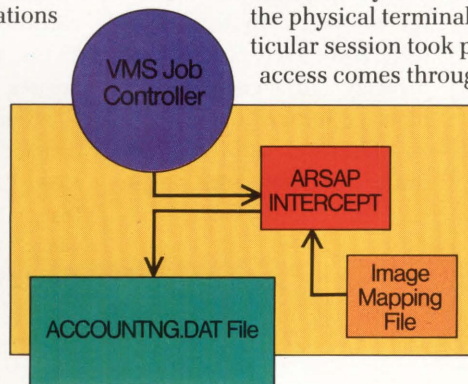 the physical terminal
ticular session took p
access comes throug
VMS Job
Controller
ARSAP
INTERCEPT
Image
Mapping
File
ACCOUNTNG.DAT File